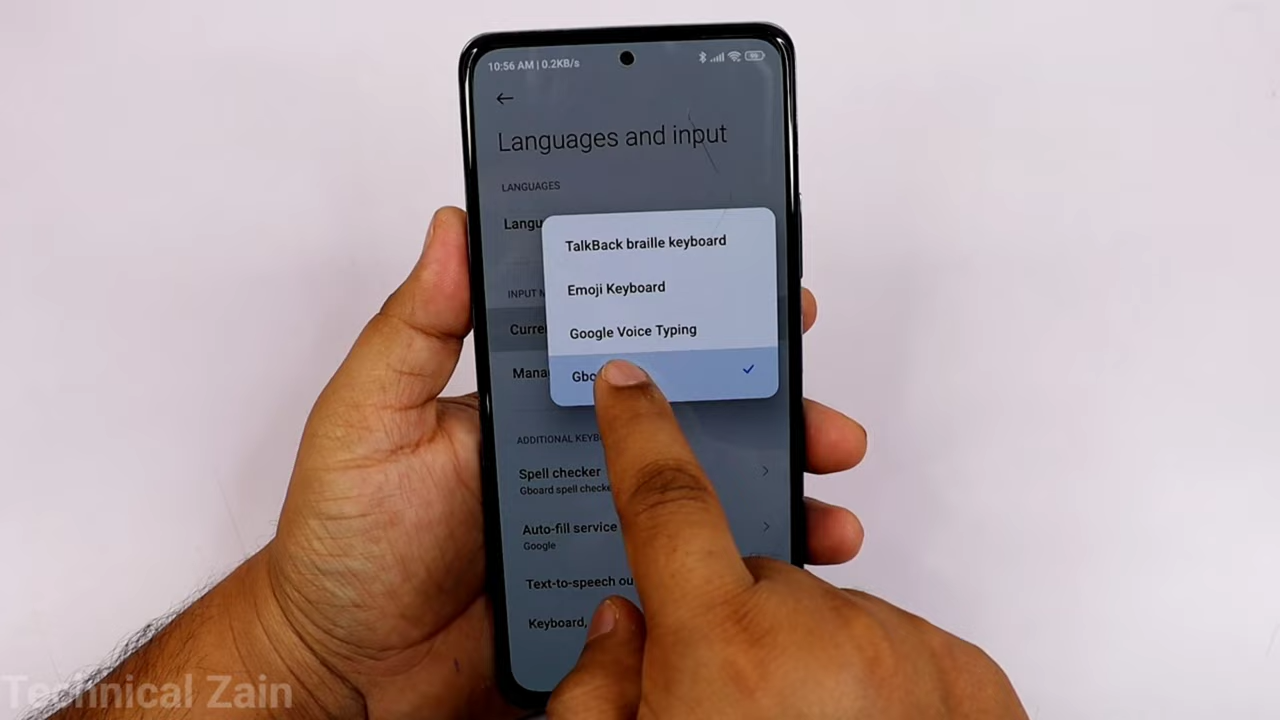 10:56 AM | 0.2KB/s
Languages and input
LANGUAGES
Langu
TalkBack braille keyboard
Emoji Keyboard
INPUT M
Curre
Google Voice Typing
Mana
Gbo
ADDITIONAL KEYB
Spell checker
Gboard spell checke
Auto-fill service
Google
Text-to-speech ou
Keyboard,
Technical Zain